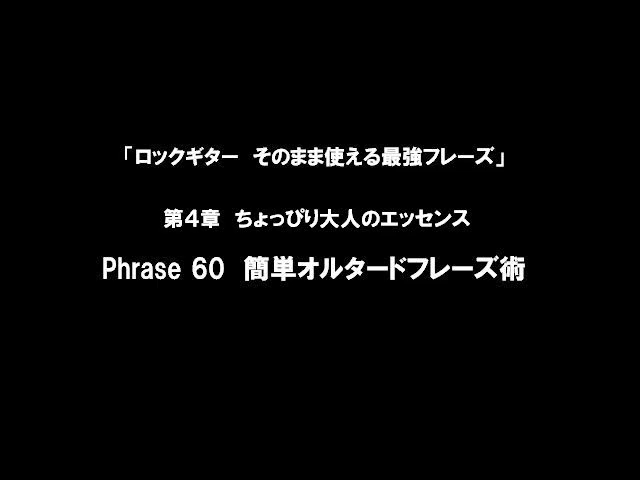 「ロックギター　そのまま使える最強フレーズ」
第４章　ちょっぴり大人のエッセンス
Phrase 60　簡単オルタードフレーズ術